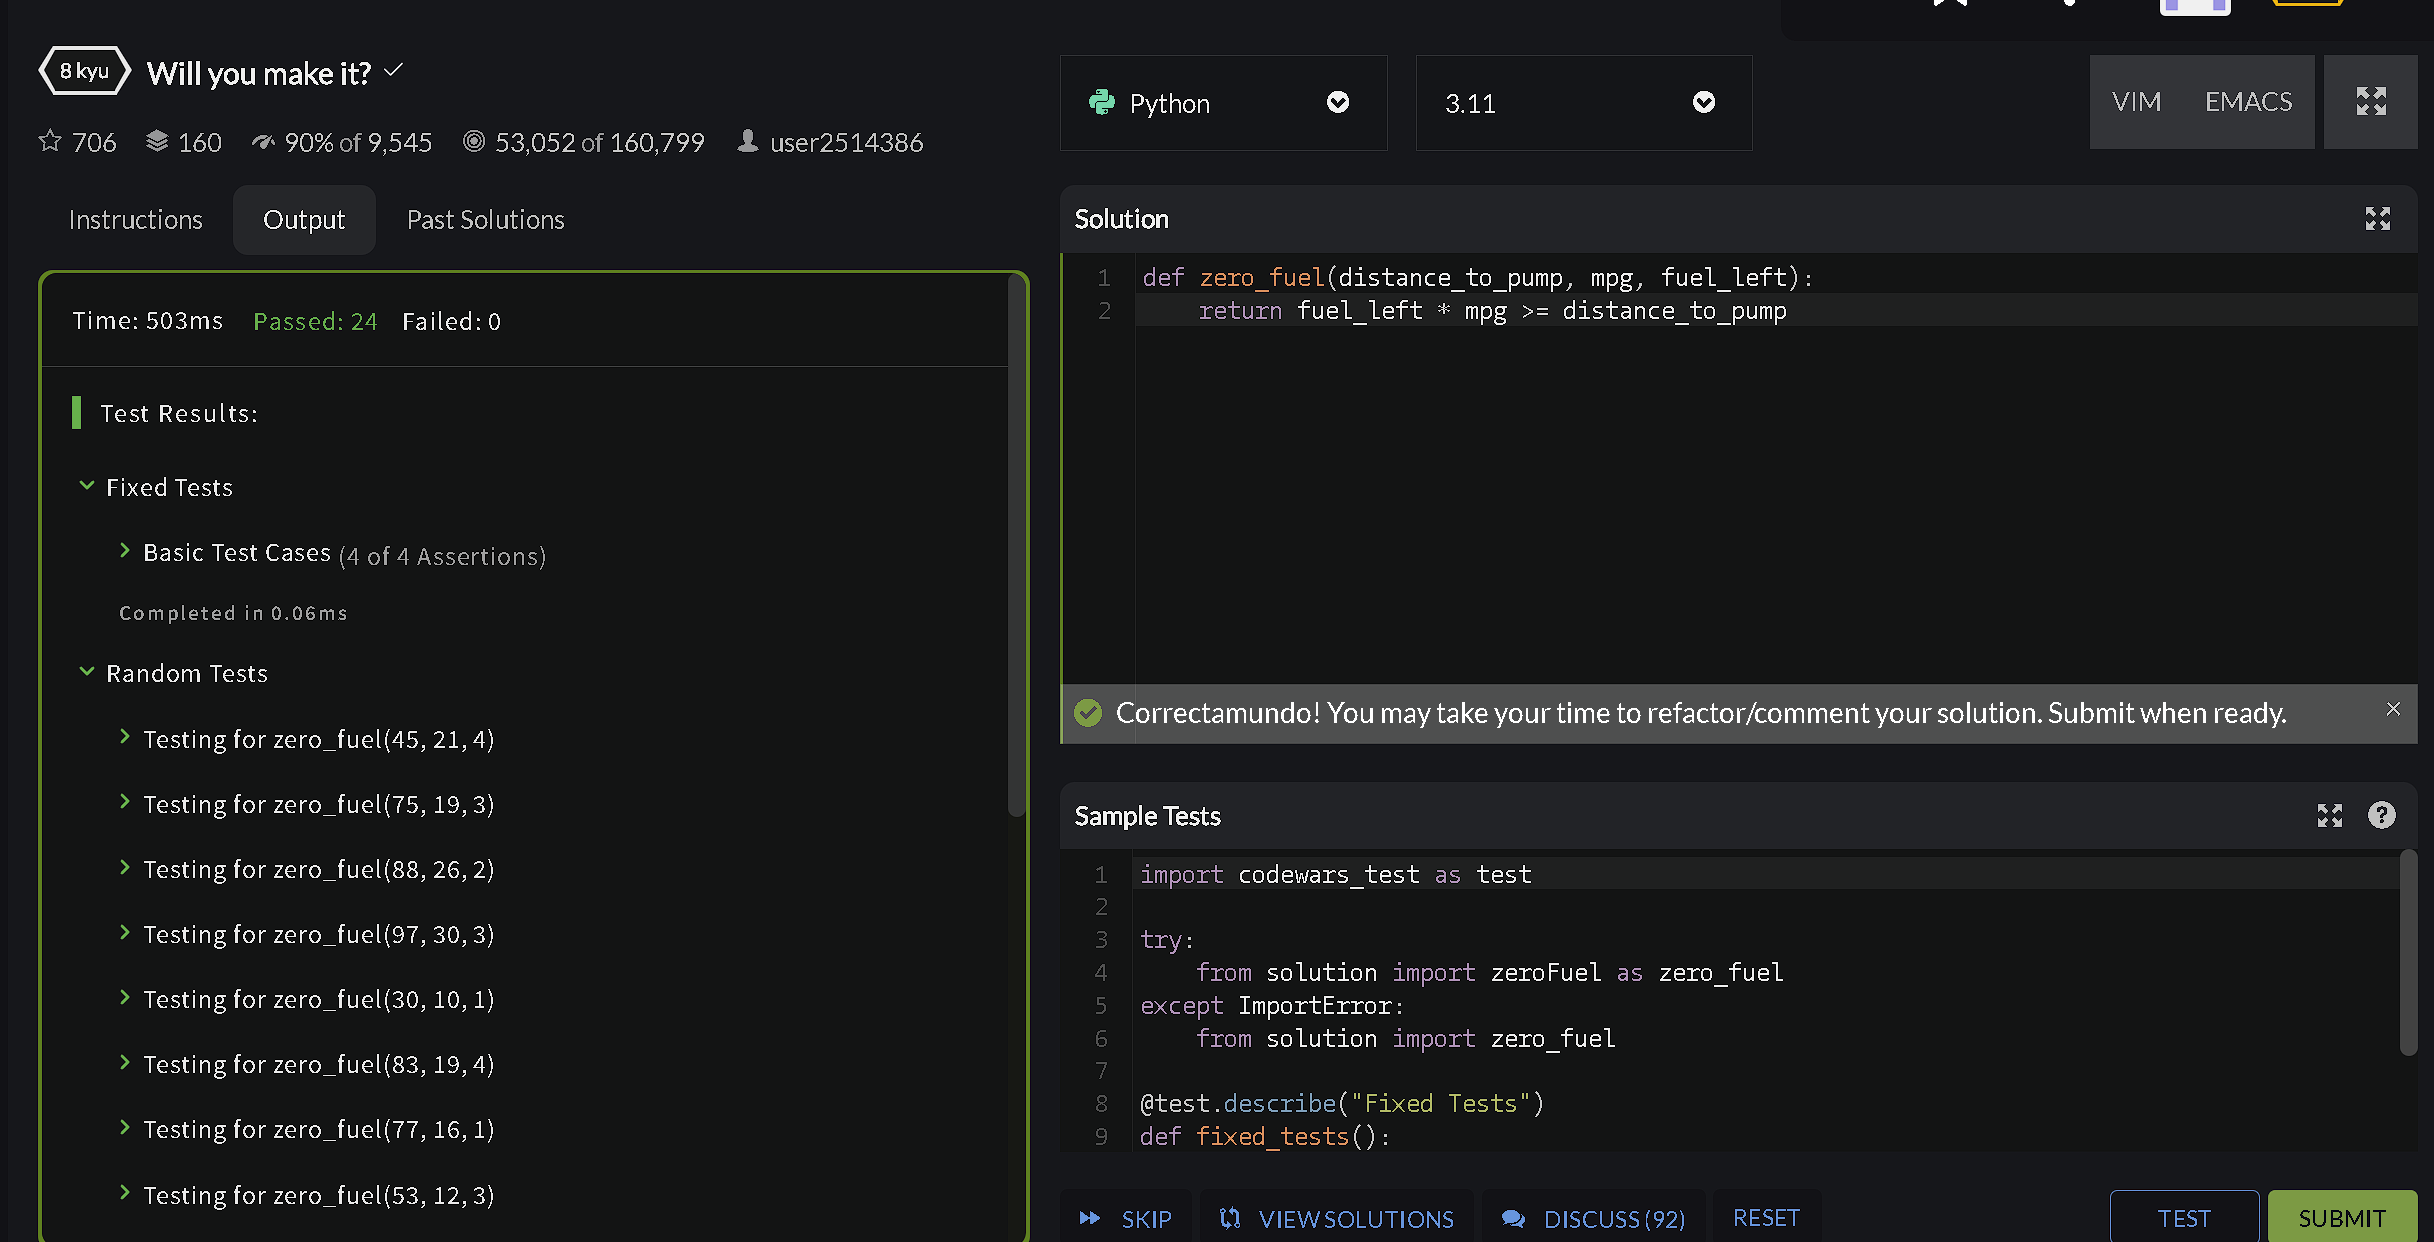 8 kyu Will you make it?
706 160 90% of 9,545 53,052 of 160,799 user2514386
Instructions Output Past Solutions
Time: 503ms Passed: 24 Failed: 0
Test Results:
Fixed Tests
Basic Test Cases (4 of 4 Assertions)
Completed in 0.06ms
Random Tests
Testing for zero_fuel(45, 21, 4)
Testing for zero_fuel(75, 19, 3)
Testing for zero_fuel(88, 26, 2)
Testing for zero_fuel(97, 30, 3)
Testing for zero_fuel(30, 10, 1)
Testing for zero_fuel(83, 19, 4)
Testing for zero_fuel(77, 16, 1)
Testing for zero_fuel(53, 12, 3)
Python 3.11 VIM EMACS
Solution
1 def zero_fuel(distance_to_pump, mpg, fuel_left):
2     return fuel_left * mpg >= distance_to_pump
Correctamundo! You may take your time to refactor/comment your solution. Submit when ready.
Sample Tests
1 import codewars_test as test
2
3 try:
4     from solution import zeroFuel as zero_fuel
5 except ImportError:
6     from solution import zero_fuel
7
8 @test.describe("Fixed Tests")
9 def fixed_tests():
SKIP VIEW SOLUTIONS DISCUSS (92) RESET TEST SUBMIT